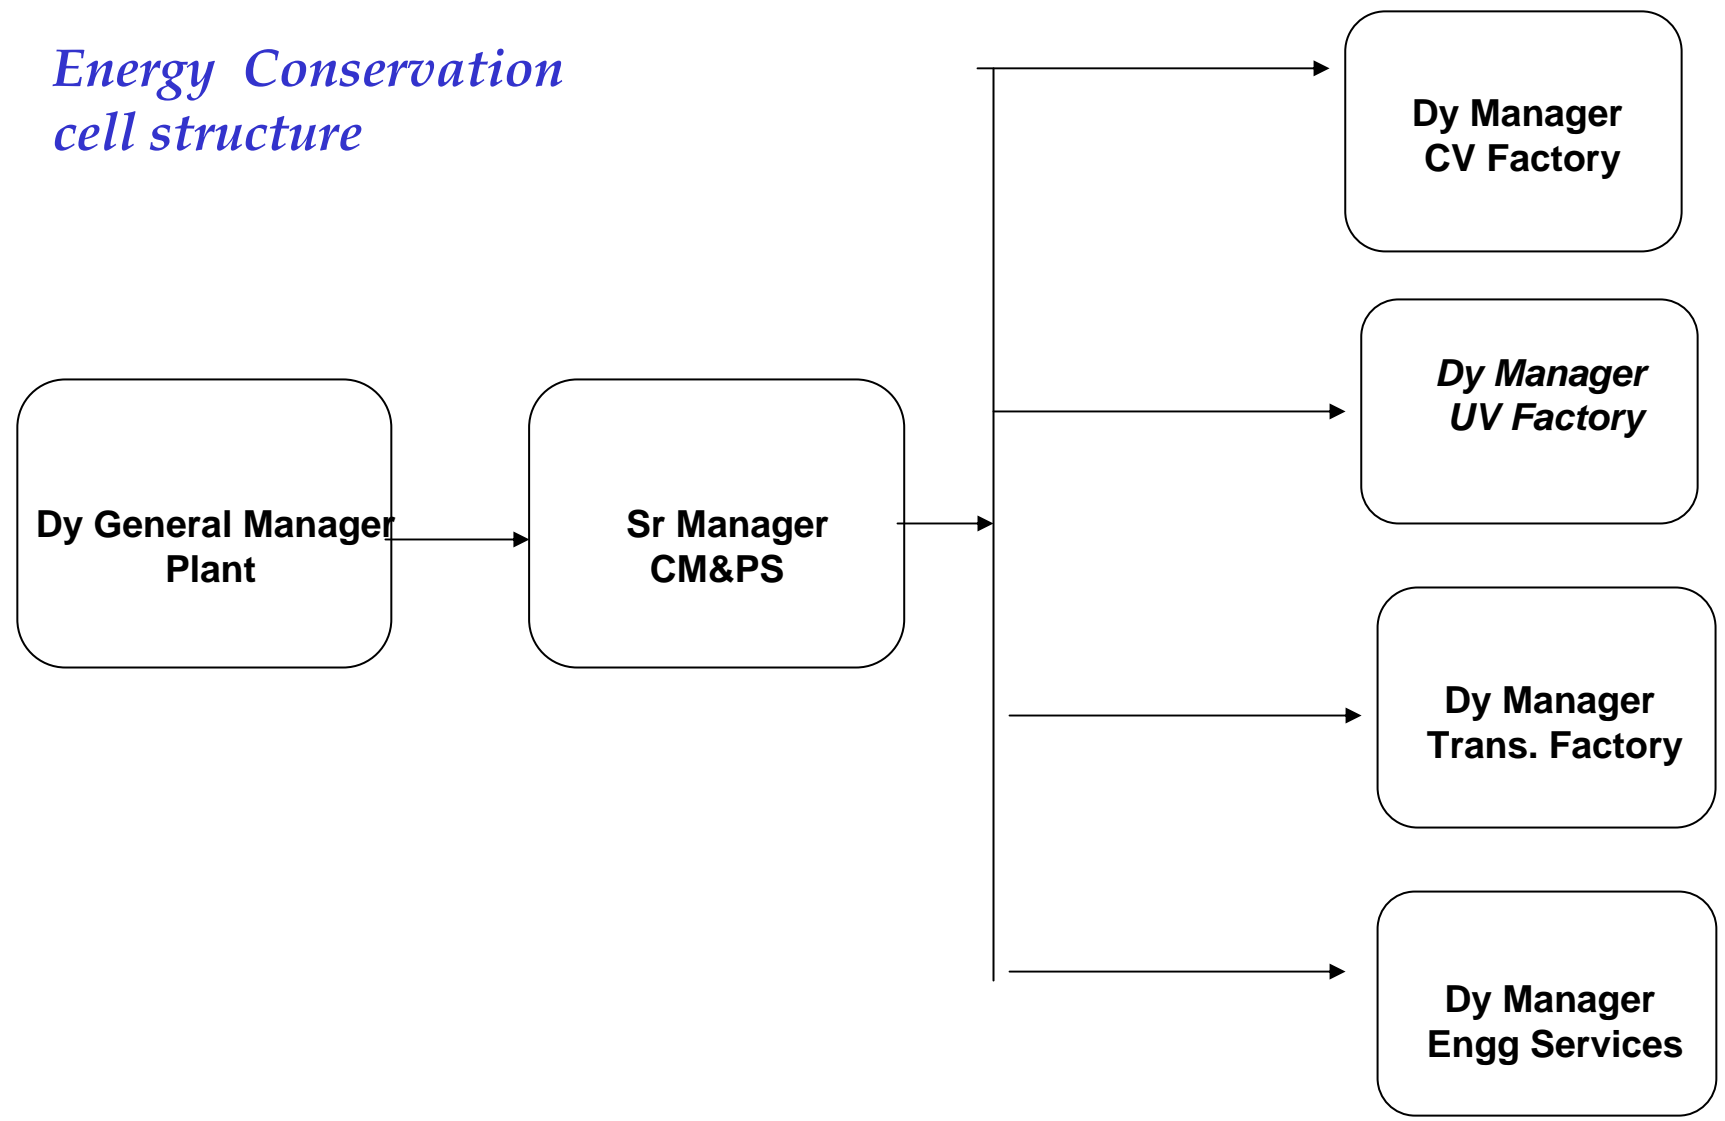 Energy Conservation
cell structure
Dy General Manager
Plant
Sr Manager
CM&PS
Dy Manager
CV Factory
Dy Manager
UV Factory
Dy Manager
Trans. Factory
Dy Manager
Engg Services